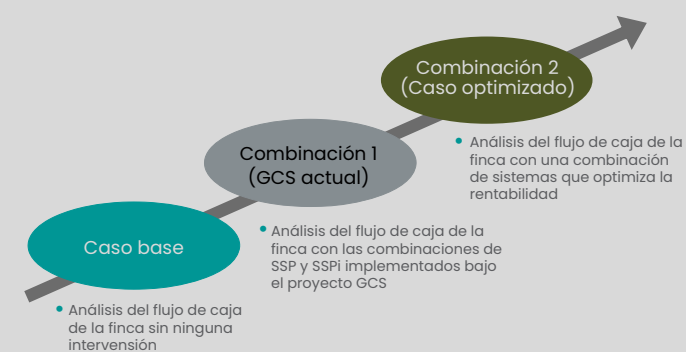 Combinación 2
(Caso optimizado)
• Análisis del flujo de caja de la
finca con una combinación
de sistemas que optimiza la
rentabilidad
Combinación 1
(GCS actual)
• Análisis del flujo de caja de la
finca con las combinaciones de
SSP y SSPi implementados bajo
el proyecto GCS
Caso base
• Análisis del flujo de caja
de la finca sin ninguna
intervención